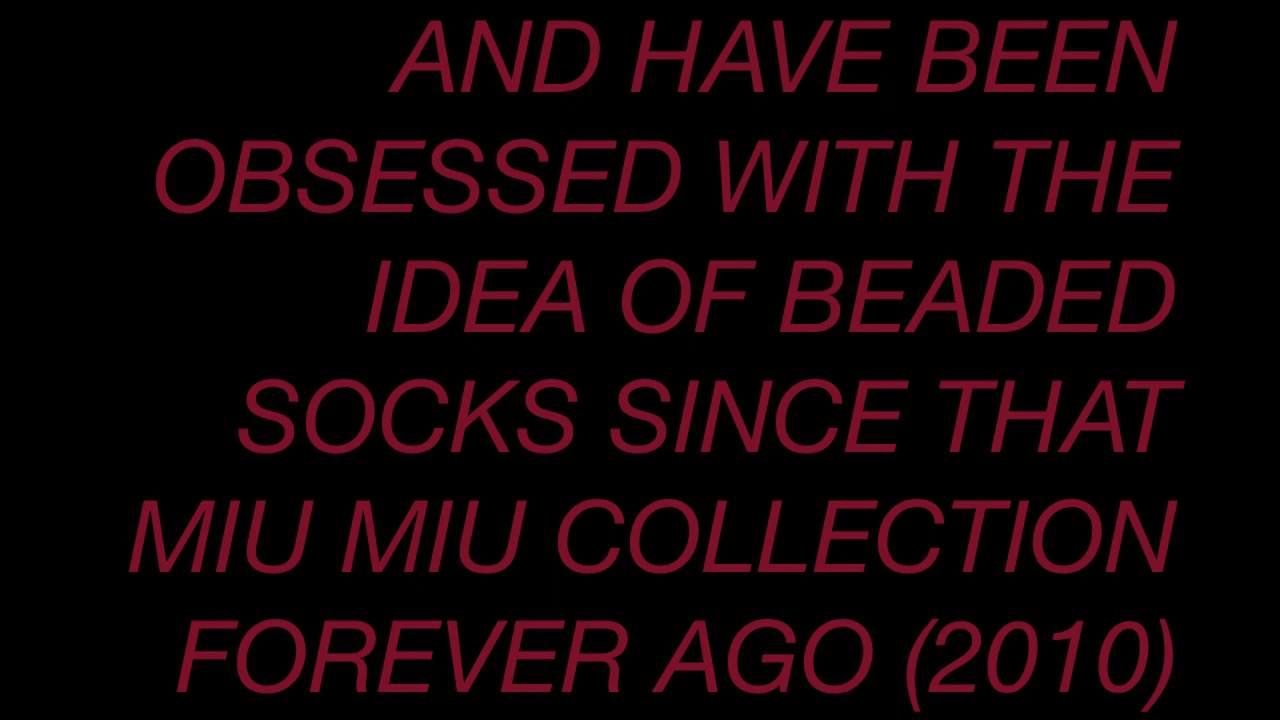 AND HAVE BEEN
OBSESSED WITH THE
IDEA OF BEADED
SOCKS SINCE THAT
MIU MIU COLLECTION
FOREVER AGO (2010)